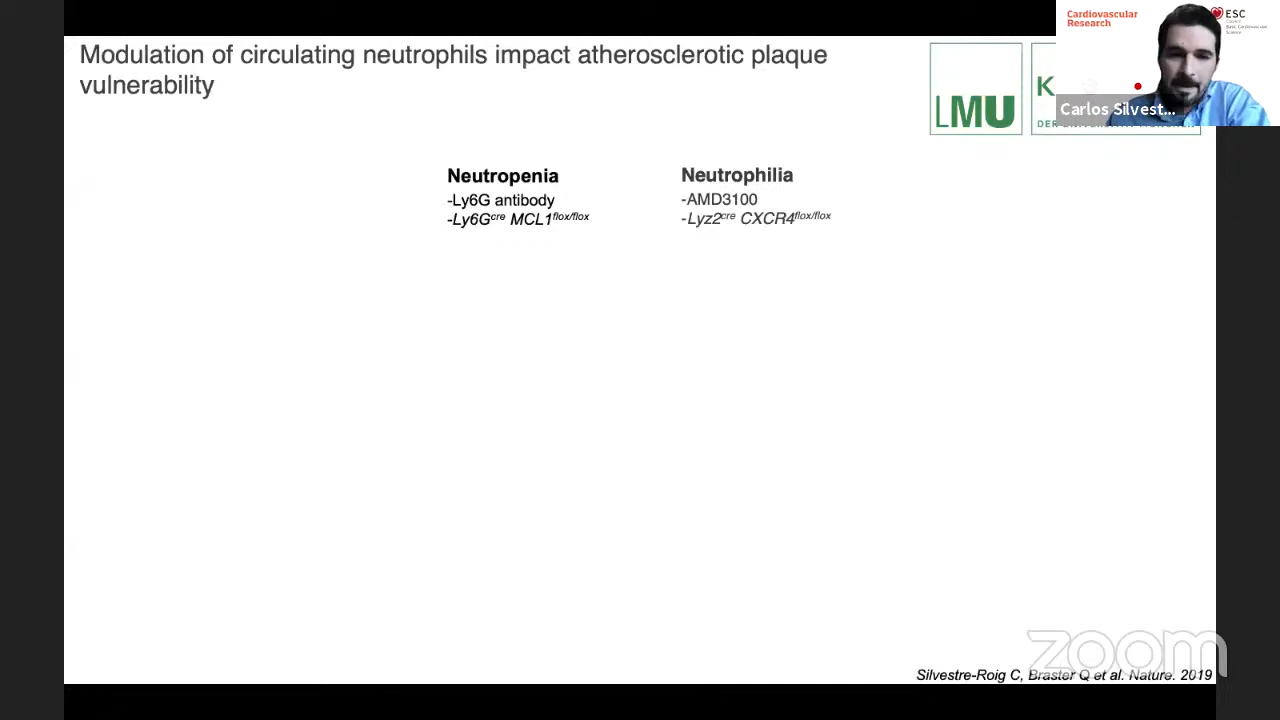 Modulation of circulating neutrophils impact atherosclerotic plaque
vulnerability
Cardiovascular
Research
ESC
LMU
K
Carlos Silvest...
Neutropenia
-Ly6G antibody
-Ly6Gcre MCL1flox/flox
Neutrophilia
-AMD3100
-Lyz2cre CXCR4flox/flox
zoom
Silvestre-Roig C, Braster Q et al. Nature. 2019